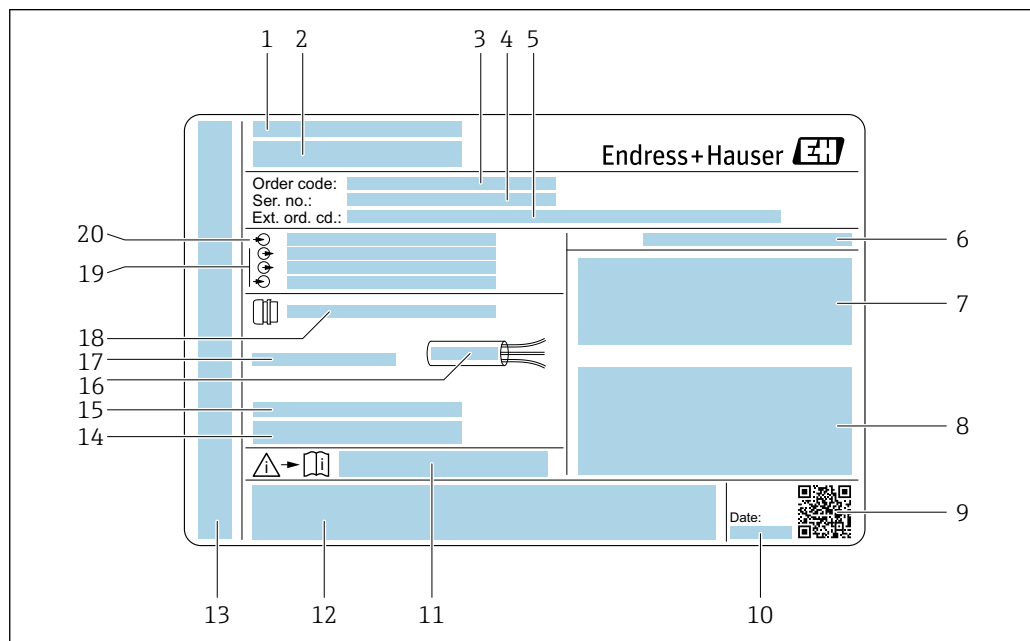 1 2 3 4 5
Endress+Hauser EH
Order code:
Ser. no.:
Ext. ord. cd.:
20
19
18
17
16
15
14
6
7
8
9
Date:
13 12 11 10
i i